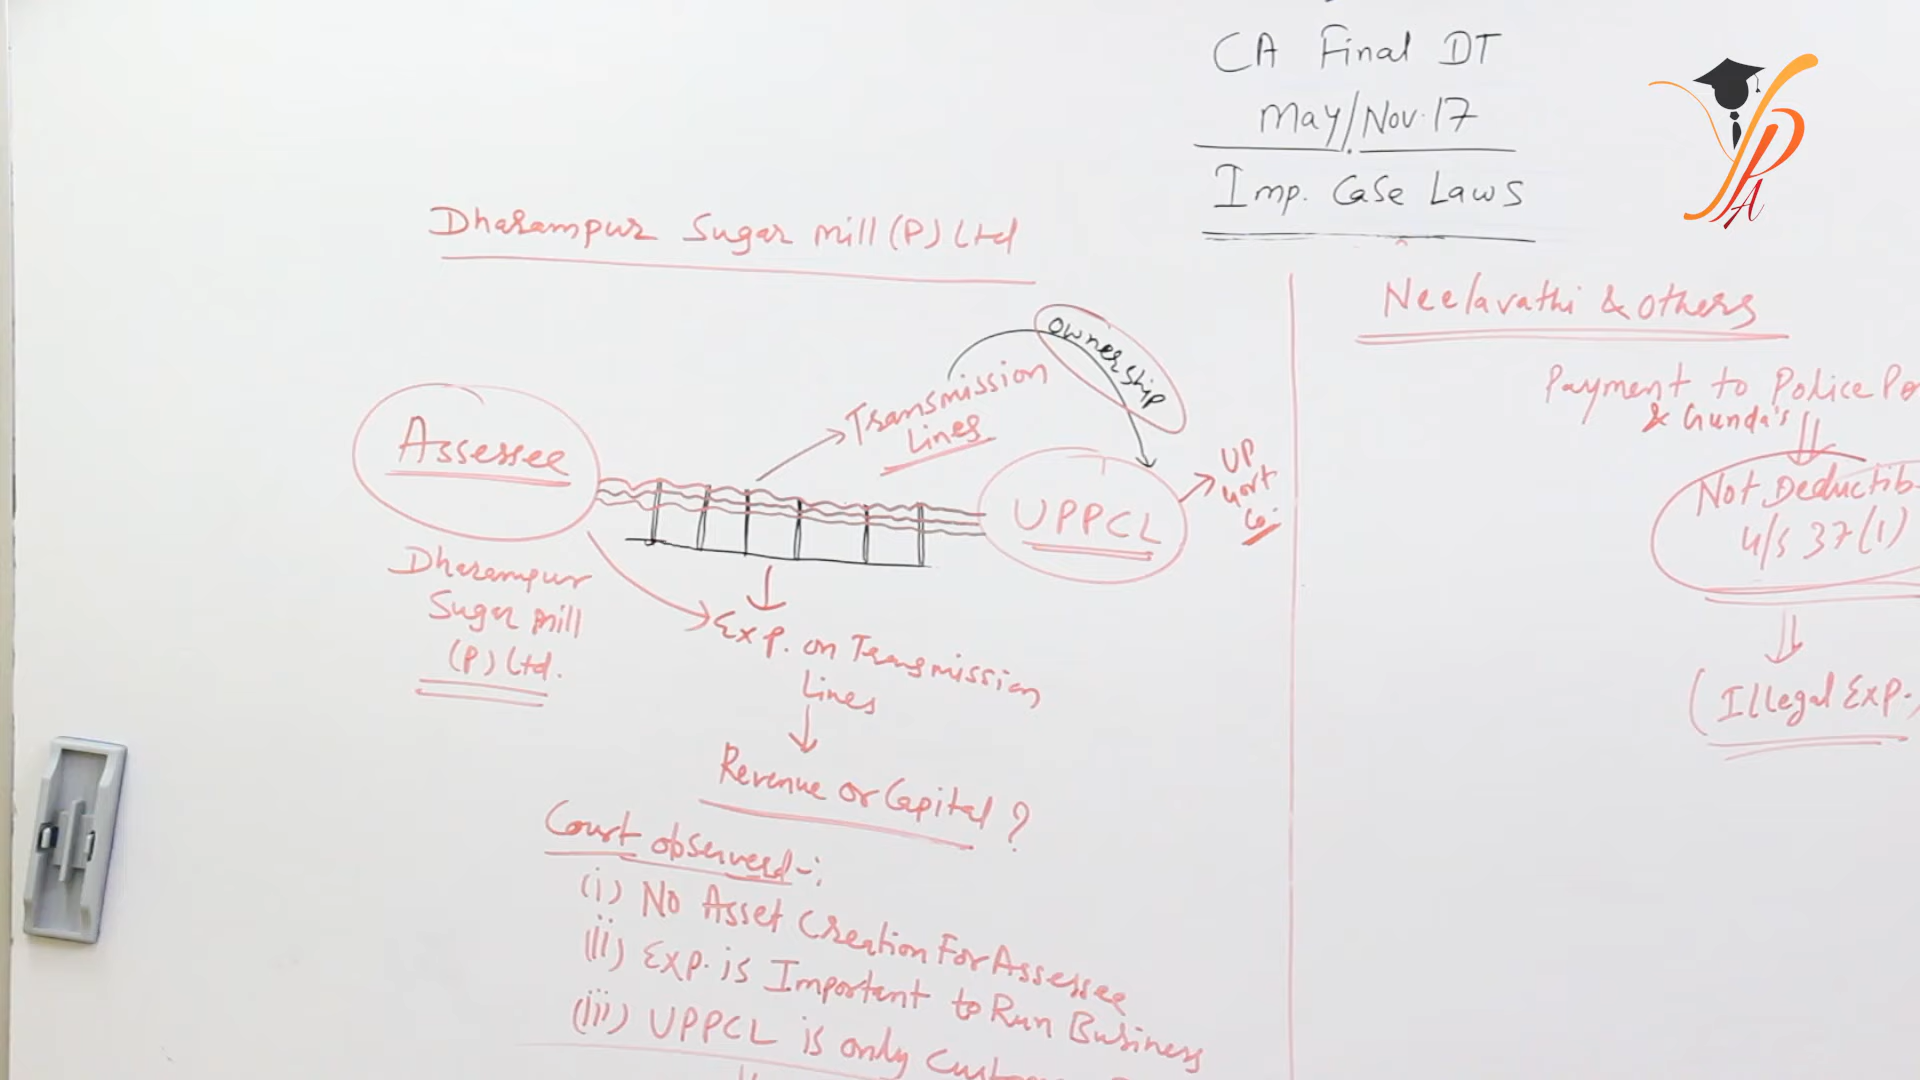 CA Final DT
May/Nov.17
Imp. Case Laws
Dharampur Sugar Mill (P) Ltd
ownership
Transmission
Lines
Assessee
UPPCL
UP
Govt
Co.
Dharampur
Sugar Mill
(P) Ltd.
Exp. on Transmission
Lines
Revenue or Capital ?
Court observed-:
(i) No Asset Creation For Assessee
(ii) Exp. is Important to Run Business
(iii) UPPCL is only
Neelavathi & others
Payment to Police
& Gunda's
Not
u/s 37(1)
(Illegal Exp.)
YPA